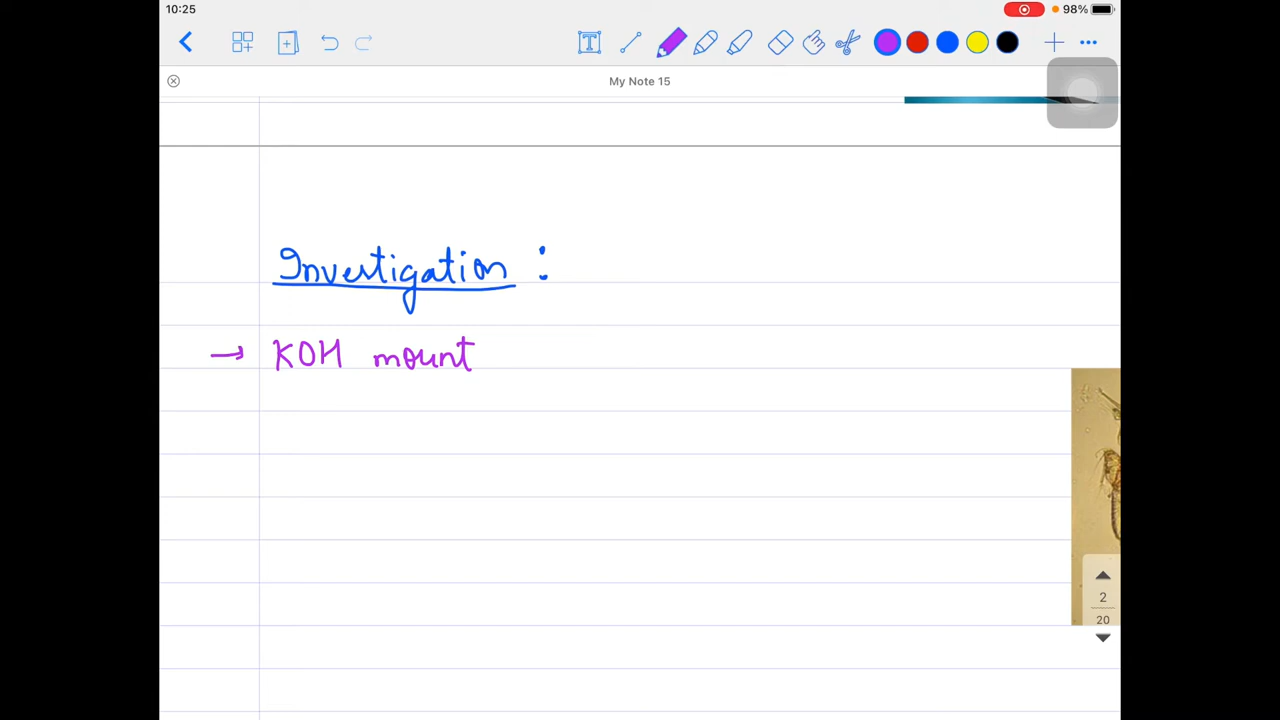 10:25
98%
My Note 15
Investigation :
→ KOH mount
2
20